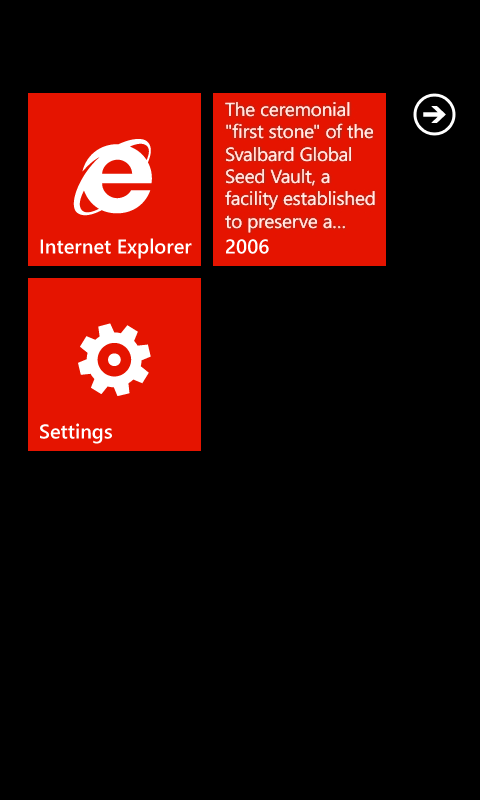 The ceremonial
"first stone" of the
Svalbard Global
Seed Vault, a
facility established
to preserve a...
2006
Internet Explorer
Settings